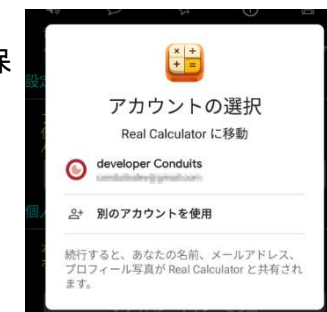 保
設
アカウントの選択
Real Calculator に移動
developer Conduits
別のアカウントを使用
個
続行すると、あなたの名前、メールアドレス、
プロフィール写真が Real Calculator と共有され
ます。